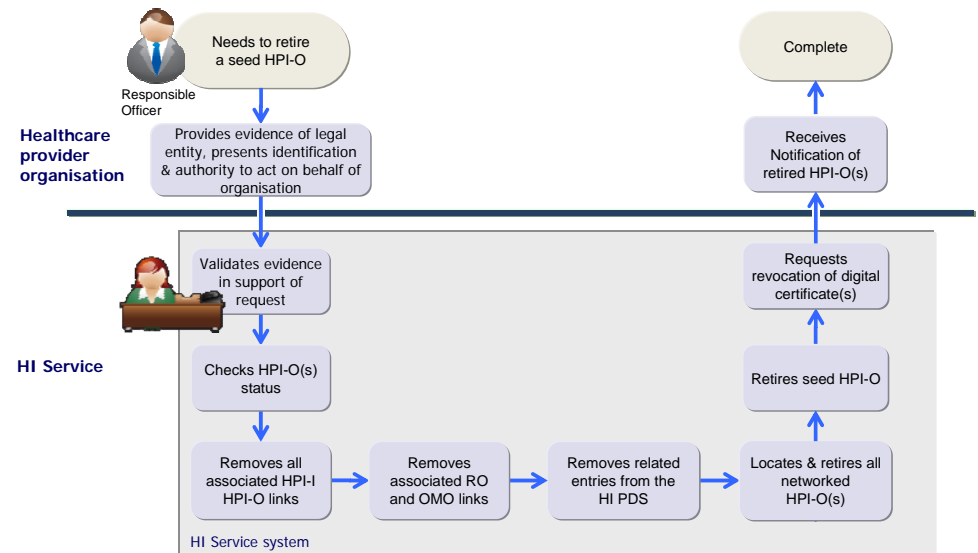 Needs to retire
a seed HPI-O
Responsible
Officer
Complete
Healthcare
provider
organisation
Provides evidence of legal
entity, presents identification
& authority to act on behalf of
organisation
Receives
Notification of
retired HPI-O(s)
Validates evidence
in support of
request
Requests
revocation of digital
certificate(s)
HI Service
Checks HPI-O(s)
status
Retires seed HPI-O
Removes all
associated HPI-I
HPI-O links
Removes
associated RO
and OMO links
Removes related
entries from the
HI PDS
Locates & retires all
networked
HPI-O(s)
HI Service system